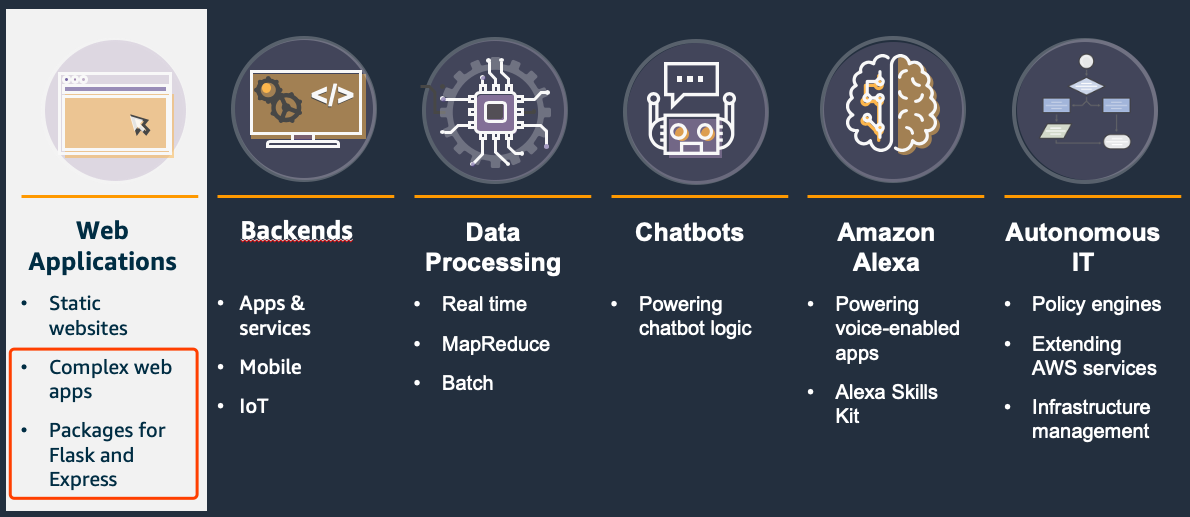 </>
Web
Applications
• Static
websites
• Complex web
apps
• Packages for
Flask and
Express
Backends
• Apps &
services
• Mobile
• IoT
Data
Processing
• Real time
• MapReduce
• Batch
Chatbots
• Powering
chatbot logic
Amazon
Alexa
• Powering
voice-enabled
apps
• Alexa Skills
Kit
Autonomous
IT
• Policy engines
• Extending
AWS services
• Infrastructure
management